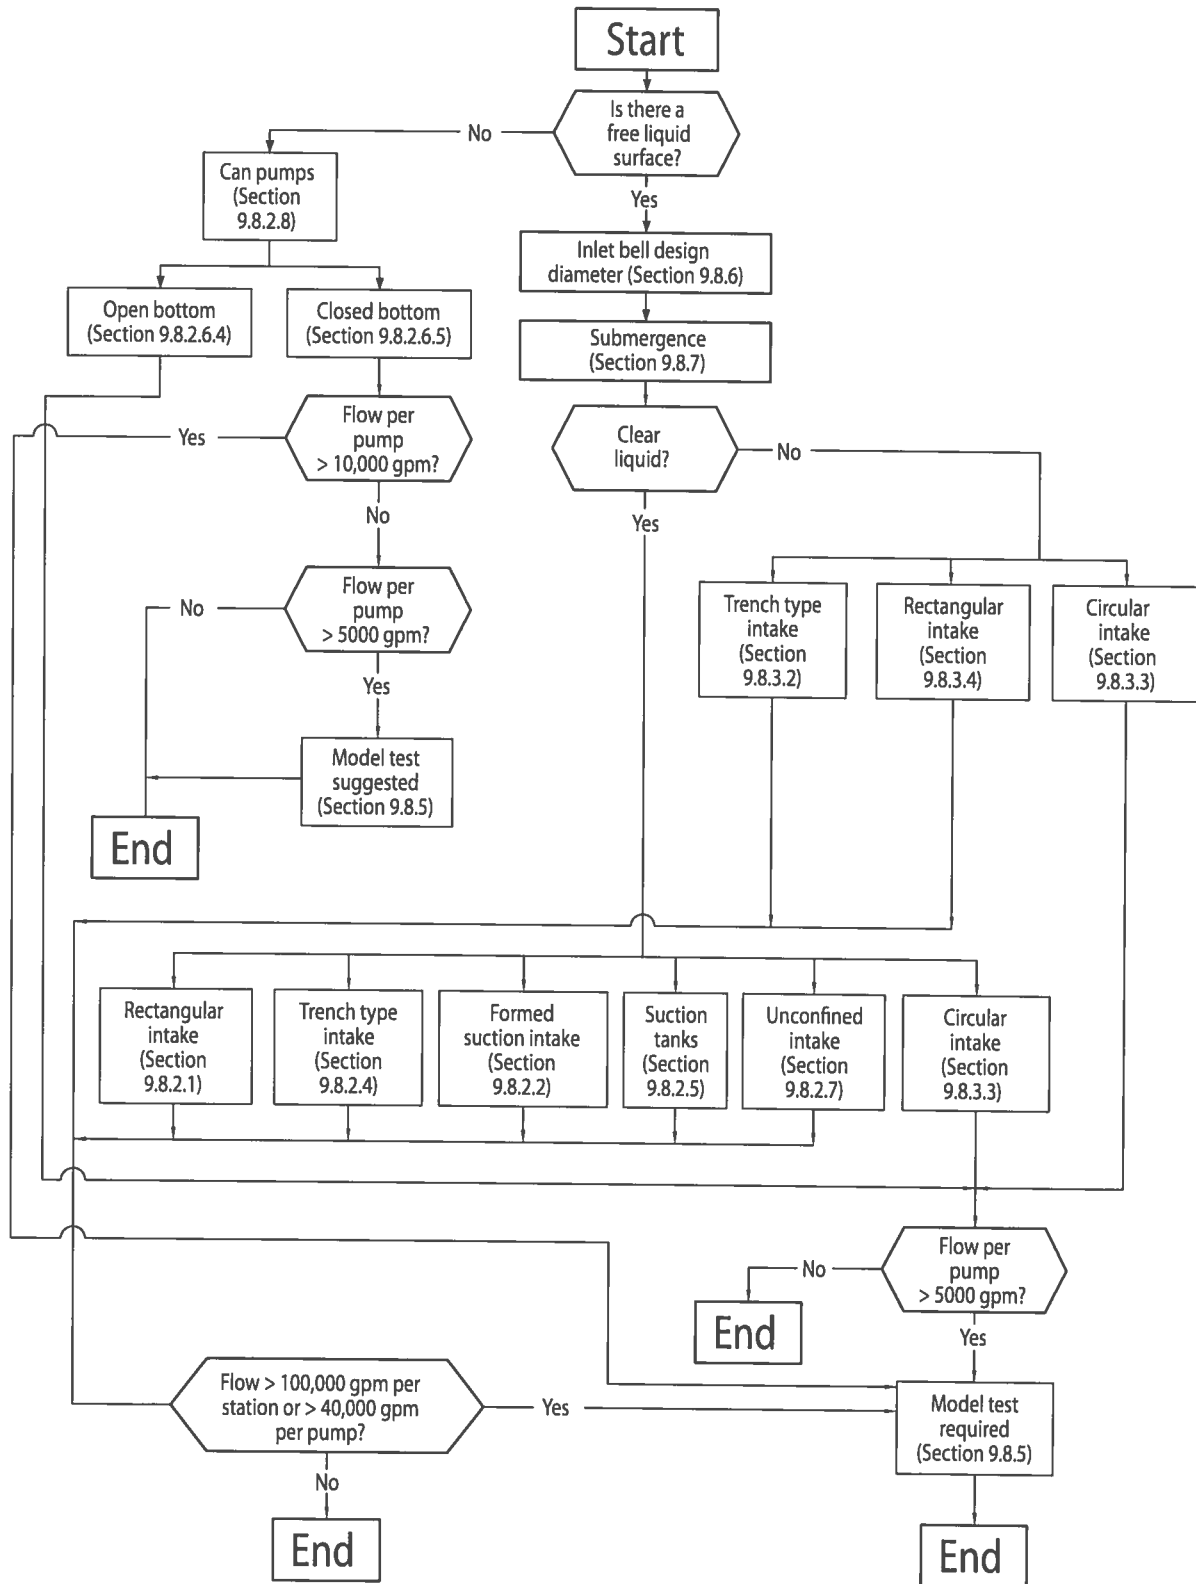 Start
Is there a
free liquid
surface?
No
Yes
Can pumps
(Section
9.8.2.8)
Inlet bell design
diameter (Section 9.8.6)
Open bottom
(Section 9.8.2.6.4)
Closed bottom
(Section 9.8.2.6.5)
Submergence
(Section 9.8.7)
Flow per
pump
> 10,000 gpm?
Yes
No
Clear
liquid?
No
Yes
Flow per
pump
> 5000 gpm?
No
Yes
Trench type
intake
(Section
9.8.3.2)
Rectangular
intake
(Section
9.8.3.4)
Circular
intake
(Section
9.8.3.3)
Model test
suggested
(Section 9.8.5)
End
Rectangular
intake
(Section
9.8.2.1)
Trench type
intake
(Section
9.8.2.4)
Formed
suction intake
(Section
9.8.2.2)
Suction
tanks
(Section
9.8.2.5)
Unconfined
intake
(Section
9.8.2.7)
Circular
intake
(Section
9.8.3.3)
Flow per
pump
> 5000 gpm?
No
End
Yes
Flow > 100,000 gpm per
station or > 40,000 gpm
per pump?
Yes
No
Model test
required
(Section 9.8.5)
End
End